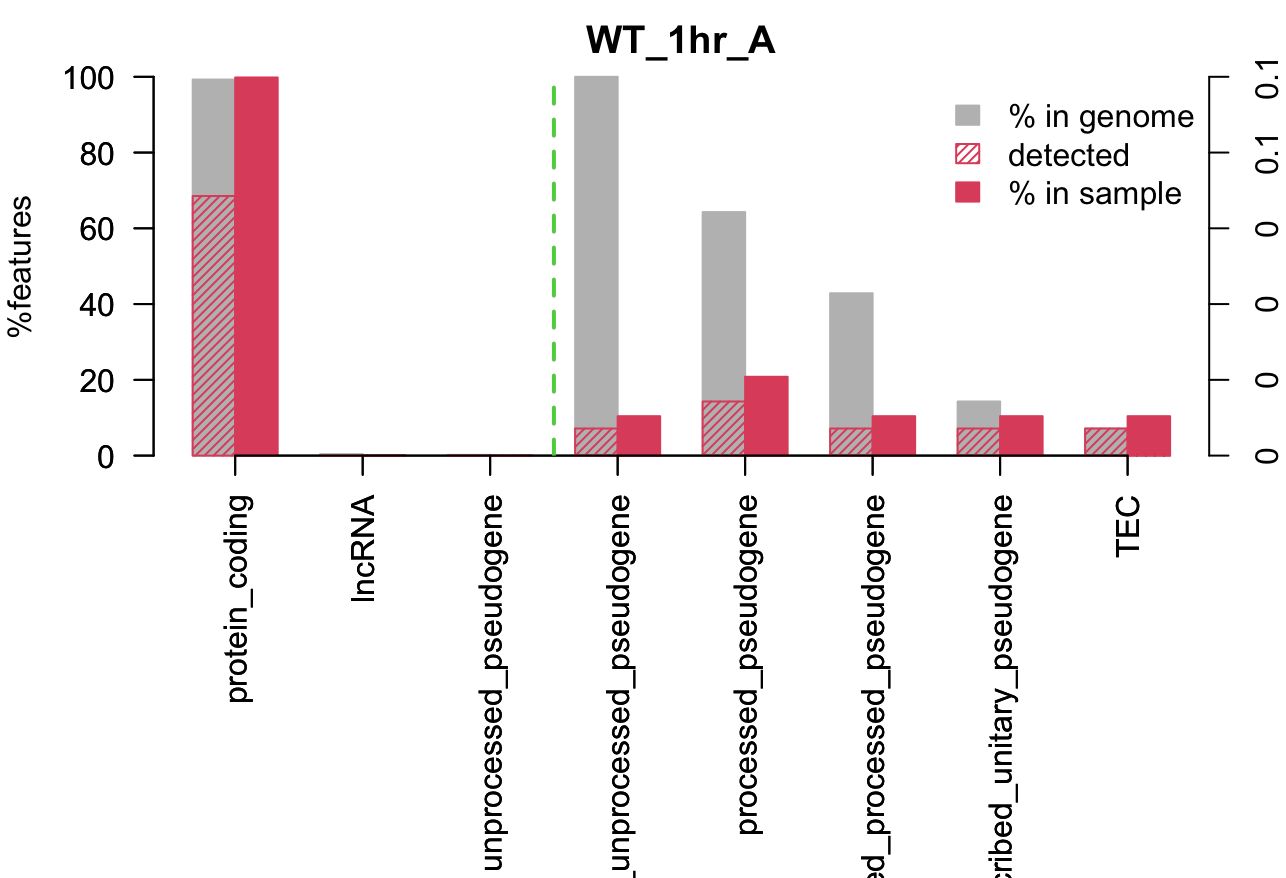 WT_1hr_A
%features
100
80
60
40
20
0
% in genome
detected
% in sample
0.1
0.1
0
0
0
0
protein_coding
lncRNA
unprocessed_pseudogene
_unprocessed_pseudogene
processed_pseudogene
ed_processed_pseudogene
cribed_unitary_pseudogene
TEC